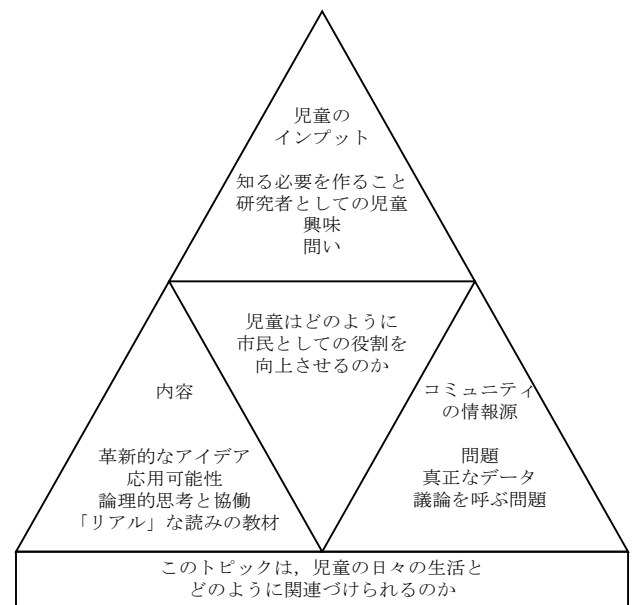 児童の
インプット
知る必要を作ること
研究者としての児童
興味
問い
児童はどのように
市民としての役割を
向上させるのか
内容
革新的なアイデア
応用可能性
論理的思考と協働
「リアル」な読みの教材
コミュニティ
の情報源
問題
真正なデータ
議論を呼ぶ問題
このトピックは，児童の日々の生活と
どのように関連づけられるのか